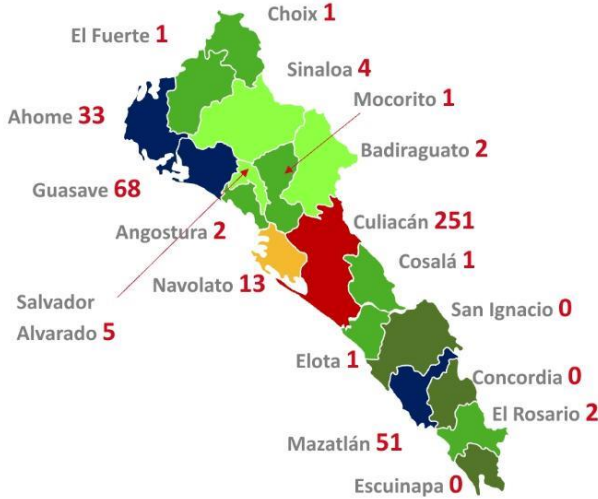 Choix 1
El Fuerte 1
Sinaloa 4
Mocorito 1
Ahome 33
Badiraguato 2
Guasave 68
Culiacán 251
Angostura 2
Cosalá 1
Navolato 13
Salvador
Alvarado 5
San Ignacio 0
Elota 1
Concordia 0
El Rosario 2
Mazatlán 51
Escuinapa 0